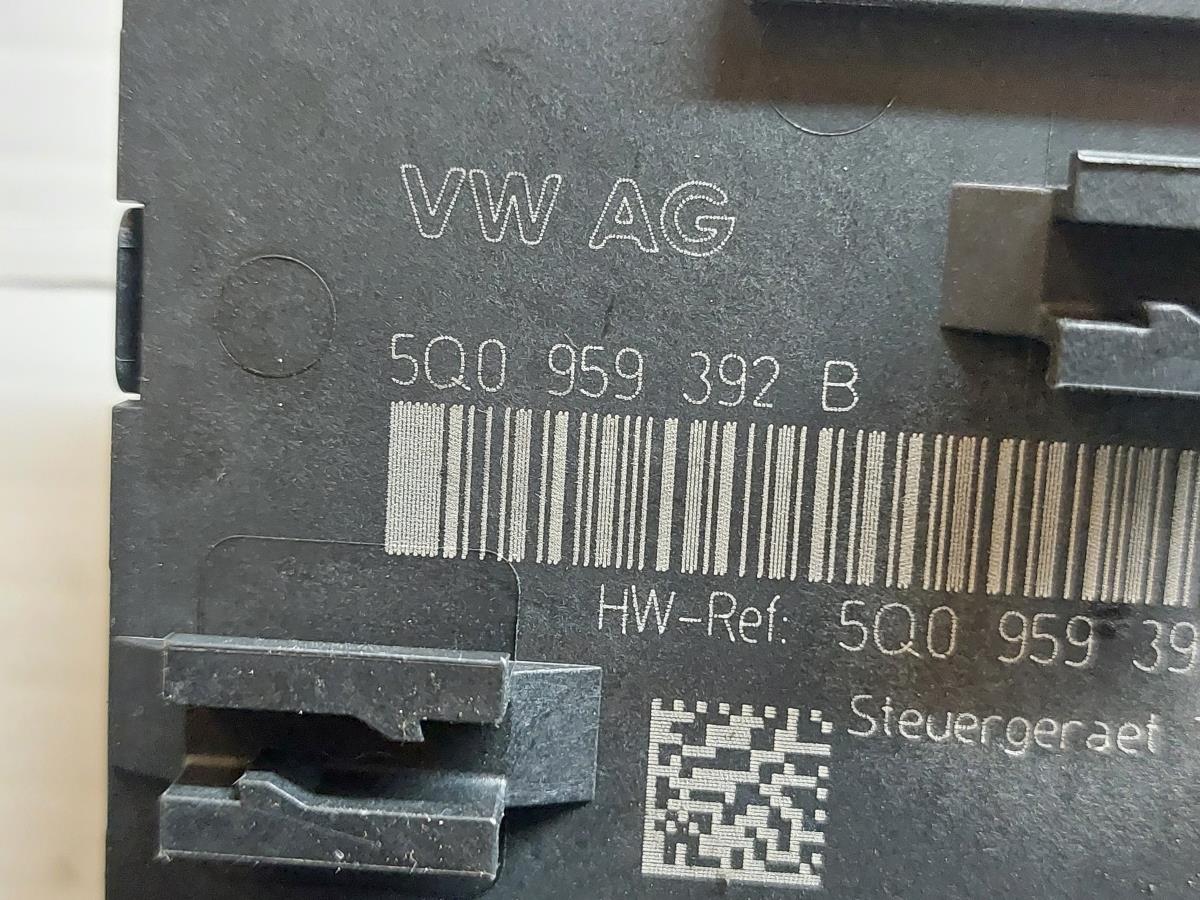 VW AG
5Q0 959 392 B
HW-Ref: 5Q0 959 39
Steuergeraet